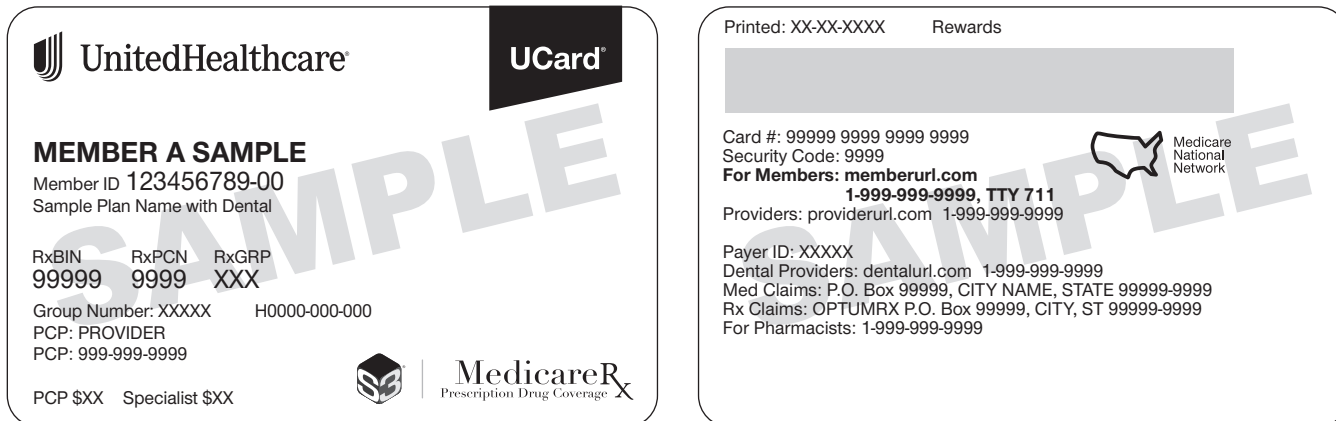 UnitedHealthcare®
UCard®
MEMBER A SAMPLE
Member ID 123456789-00
Sample Plan Name with Dental
RxBIN RxPCN RxGRP
99999 9999 XXX
Group Number: XXXXX H0000-000-000
PCP: PROVIDER
PCP: 999-999-9999
PCP $XX Specialist $XX
S3
MedicareRx
Prescription Drug Coverage
SAMPLE
Printed: XX-XX-XXXX Rewards
Card #: 99999 9999 9999 9999
Security Code: 9999
For Members: memberurl.com
1-999-999-9999, TTY 711
Providers: providerurl.com 1-999-999-9999
Medicare
National
Network
Payer ID: XXXXX
Dental Providers: dentalurl.com 1-999-999-9999
Med Claims: P.O. Box 99999, CITY NAME, STATE 99999-9999
Rx Claims: OPTUMRX P.O. Box 99999, CITY, ST 99999-9999
For Pharmacists: 1-999-999-9999
SAMPLE